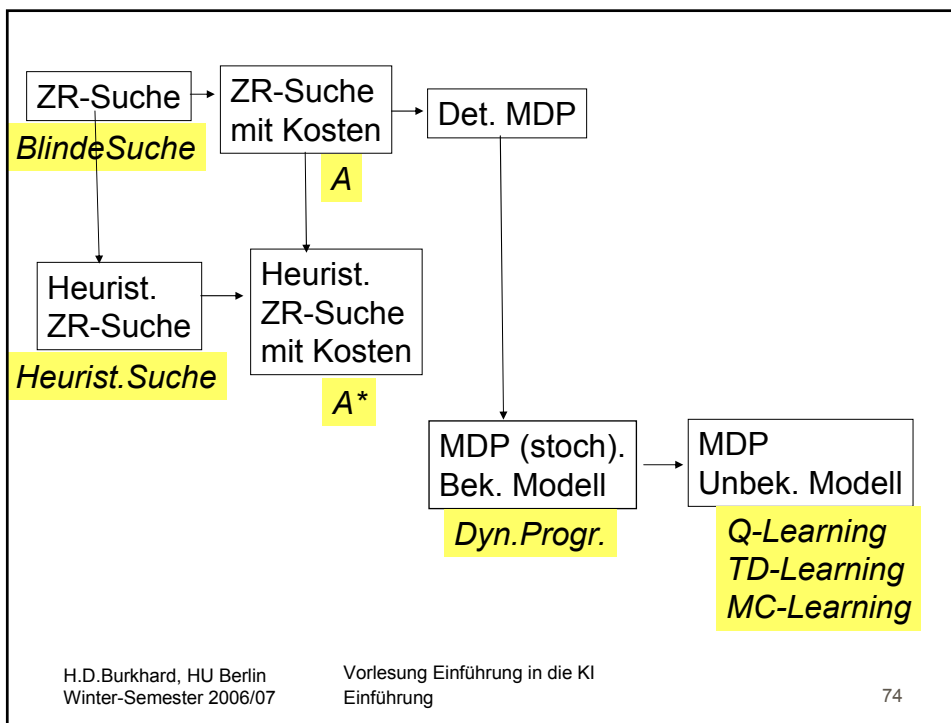 ZR-Suche
BlindeSuche
ZR-Suche
mit Kosten
A
Det. MDP
Heurist.
ZR-Suche
Heurist.Suche
Heurist.
ZR-Suche
mit Kosten
A*
MDP (stoch).
Bek. Modell
Dyn.Progr.
MDP
Unbek. Modell
Q-Learning
TD-Learning
MC-Learning
H.D.Burkhard, HU Berlin
Winter-Semester 2006/07
Vorlesung Einführung in die KI
Einführung
74